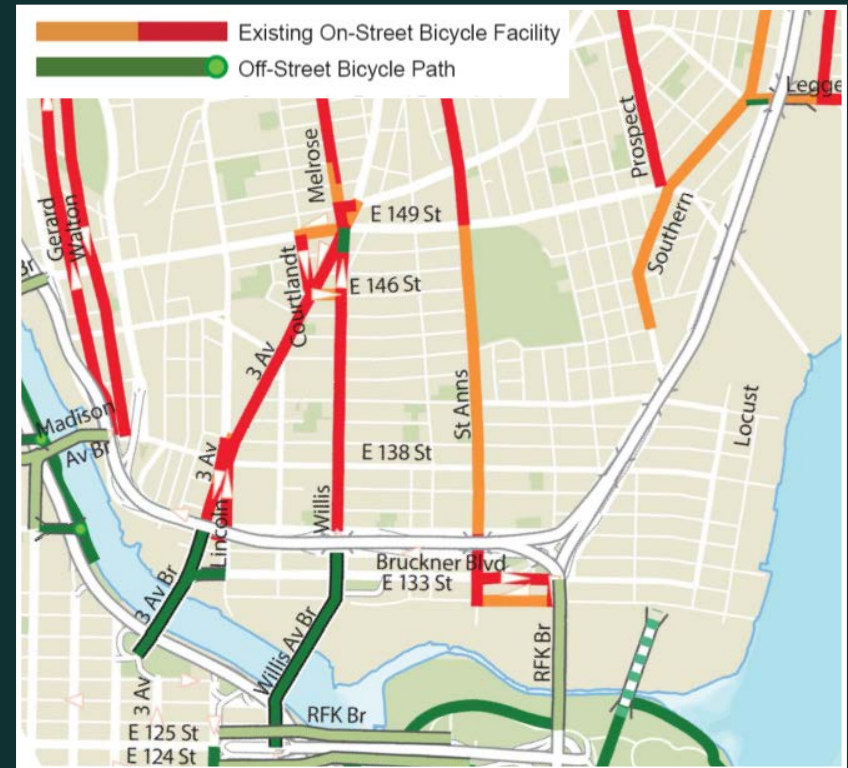 Existing On-Street Bicycle Facility
Off-Street Bicycle Path
Legge
Prospect
Melrose
Gerard
Walton
E 149 St
Southern
Courtlandt
E 146 St
Br
3 Av
St Anns
Locust
Madison
Av Br
3 Av
E 138 St
Willis
Lincoln
Bruckner Blvd
E 133 St
3 Av Br
Willis Av Br
RFK Br
3 Av
RFK Br
E 125 St
E 124 St